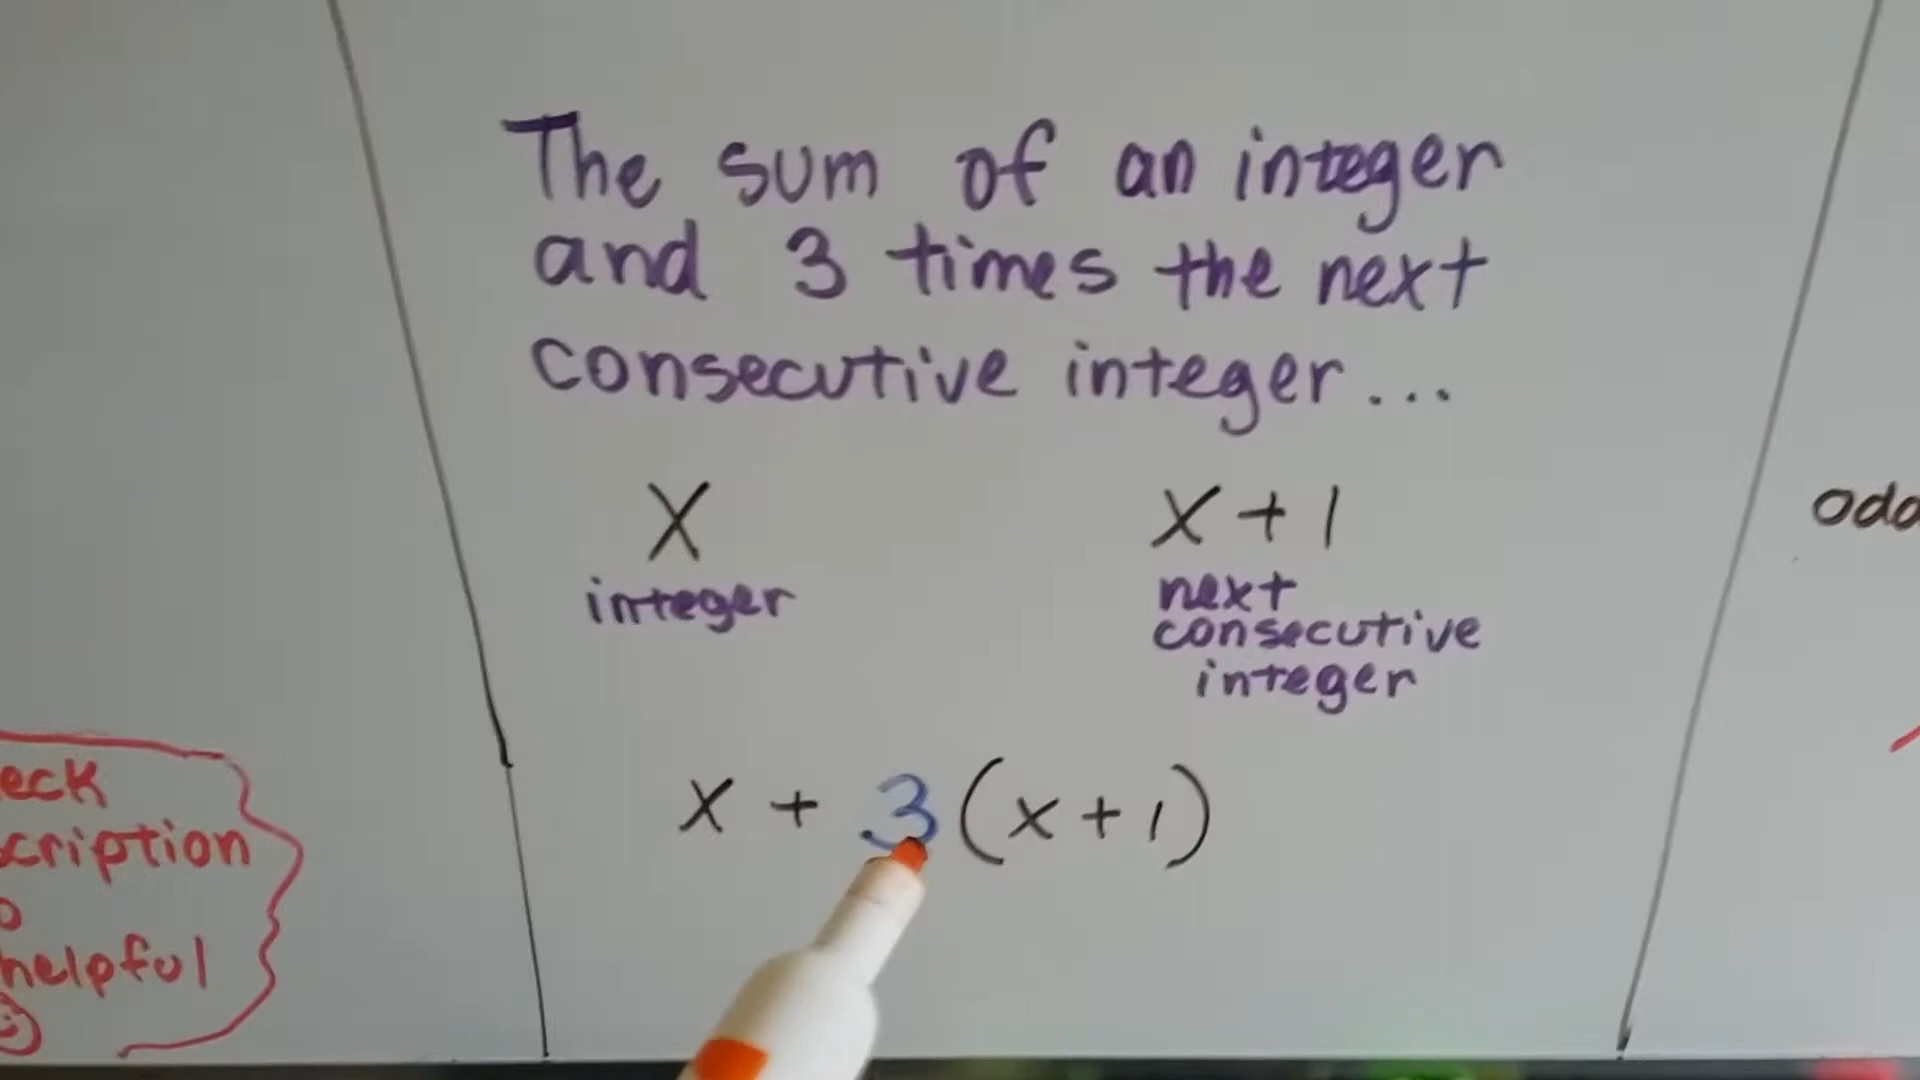 The sum of an integer
and 3 times the next
consecutive integer...
x
integer
x + 1
next
consecutive
integer
x + 3(x + 1)
eck
cription
helpful
odd